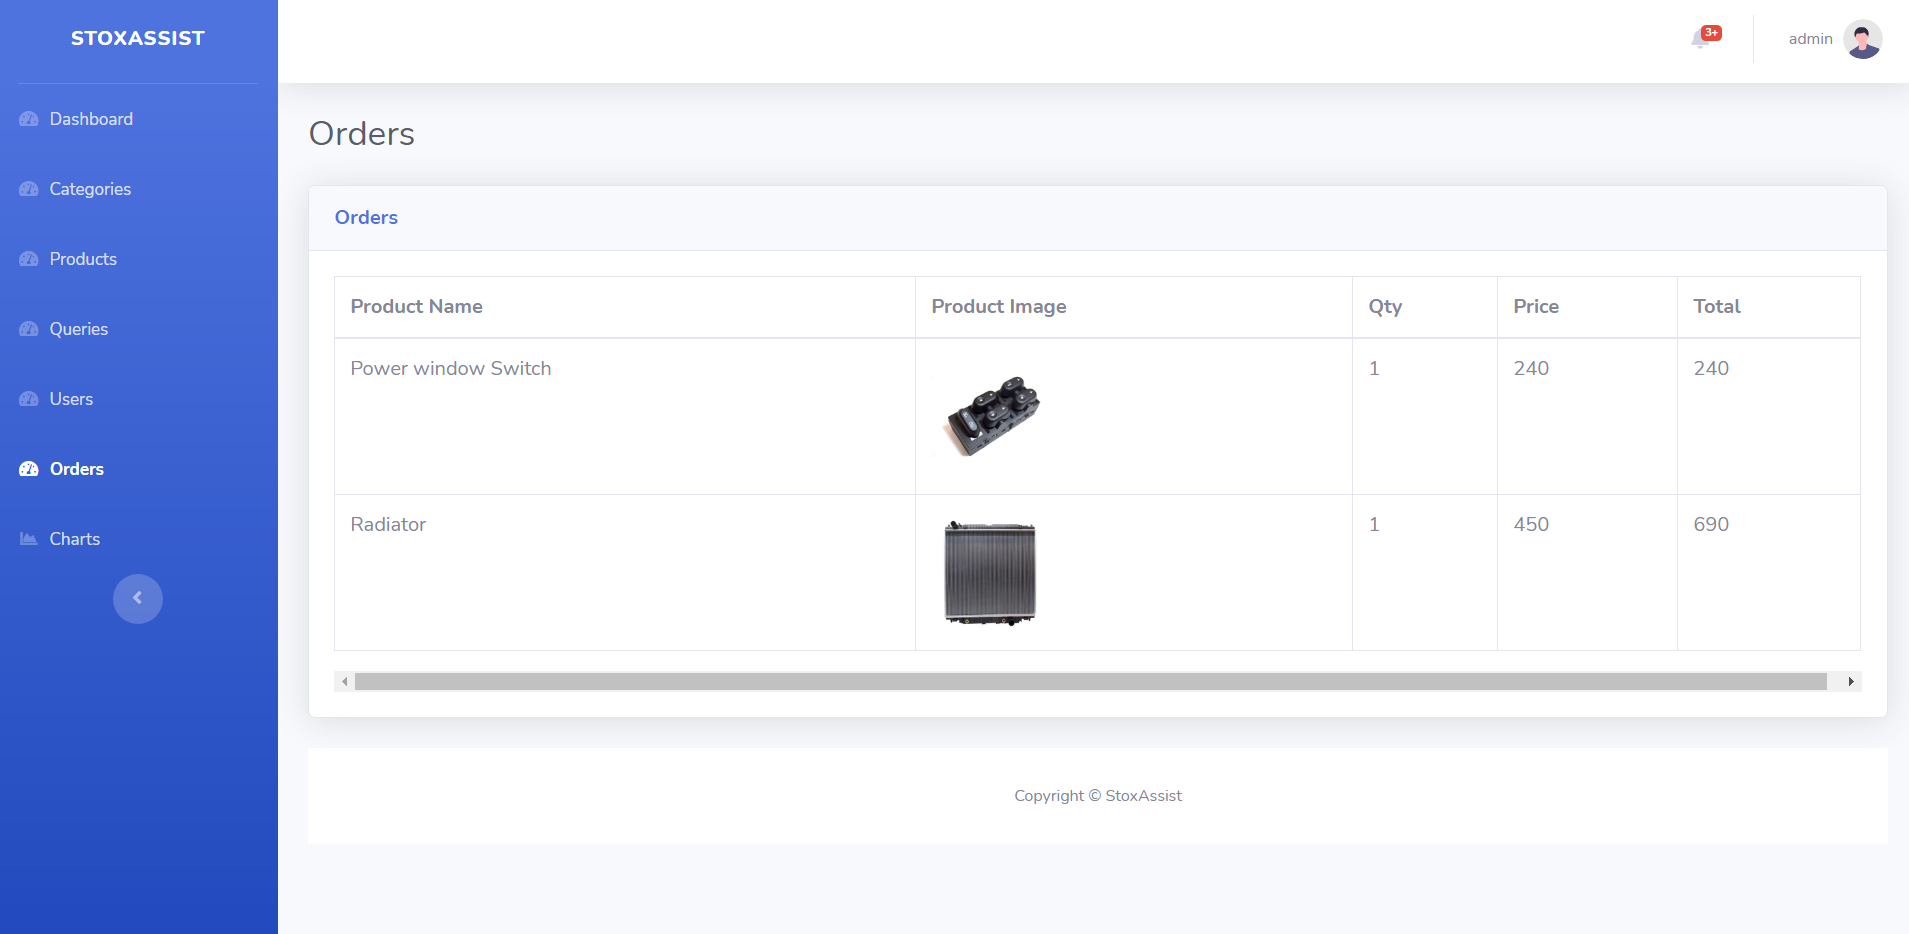 STOXASSIST
3+
admin
Dashboard
Categories
Products
Queries
Users
Orders
Charts
Orders
Orders
Product Name Product Image Qty Price Total
Power window Switch 1 240 240
Radiator 1 450 690
Copyright © StoxAssist